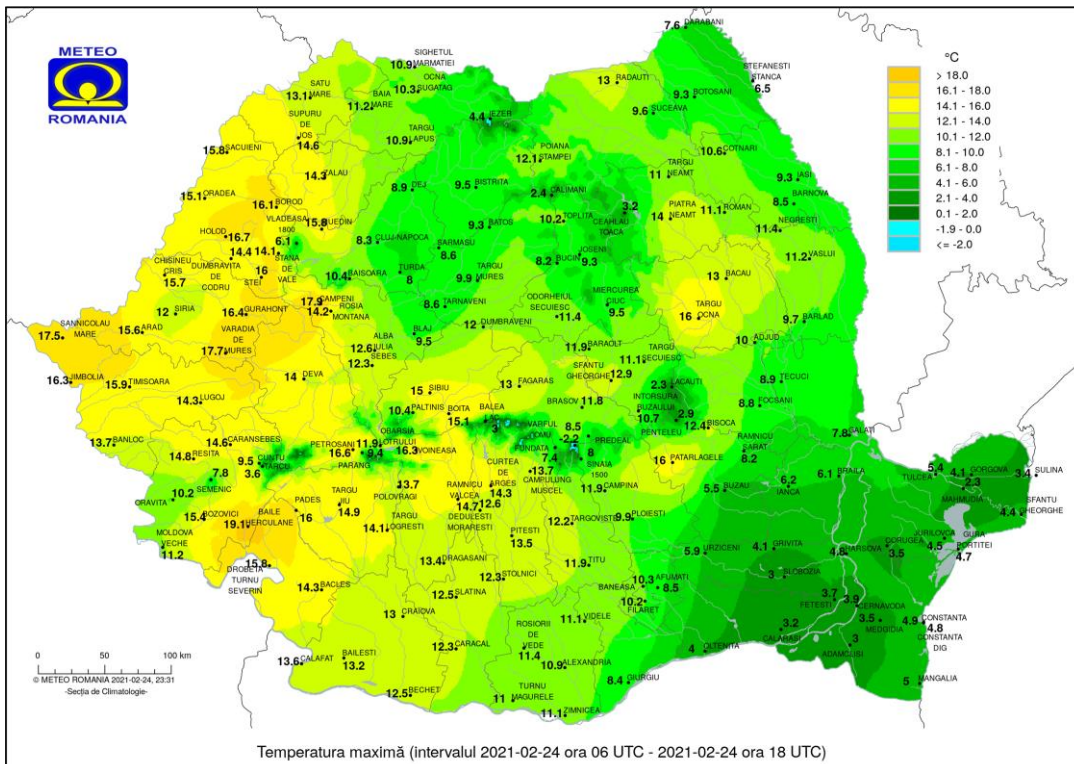 METEO
ROMANIA
°C
> 18.0
16.1 - 18.0
14.1 - 16.0
12.1 - 14.0
10.1 - 12.0
8.1 - 10.0
6.1 - 8.0
4.1 - 6.0
2.1 - 4.0
0.1 - 2.0
-1.9 - 0.0
<= -2.0
7.6 DARABANI
SIGHETUL
MARMATIEI
10.9
OCNA
10.3 SUGATAG
SATU
13.1 MARE
BAIA
11.2 MARE
13 RADAUTI
STEFANESTI
STANCA
6.5
9.3 BOTOSANI
9.6 SUCEAVA
4.4 IEZER
SUPURU
DE
JOS
14.6
TARGU
10.9 LAPUS
15.8 SACUIENI
POIANA
12.1 STAMPEI
10.6 COTNARI
TARGU
11 NEAMT
14.3 ZALAU
8.9 DEJ
9.5 BISTRITA
2.4 CALIMANI
9.3 IASI
BARNOVA
8.5
15.1 ORADEA
16.1 BOROD
3.2
CEAHLAU
TOACA
PIATRA
14 NEAMT
11.1 ROMAN
NEGRESTI
11.4
VLADEASA
1800
6.1
15.8 HUEDIN
9.3 BATOS
10.2 TOPLITA
HOLOD
16.7
14.4
14.1
STANA
DE
VALE
8.3 CLUJ-NAPOCA
SARMASU
8.6
8.2 BUCIN
JOSENI
9.3
11.2 VASLUI
CHISINEU
CRIS
15.7
DUMBRAVITA
DE
CODRU
16
STEI
10.4 BAISOARA
TURDA
8
TARGU
9.9 MURES
13 BACAU
12 SIRIA
17.9 CAMPENI
14.2 ROSIA
MONTANA
8.6 TARNAVENI
ODORHEIUL
SECUIESC
11.4
MIERCUREA
CIUC
9.5
TARGU
16 OCNA
SANNICOLAU
17.5 MARE
15.6 ARAD
16.4 GURAHONT
BLAJ
9.5
12 DUMBRAVENI
9.7 BARLAD
VARADIA
DE
17.7 MURES
ALBA
12.6 IULIA
SEBES
12.3
11.9 BARAOLT
TARGU
11.1 SECUIESC
10 ADJUD
16.3 JIMBOLIA
15.9 TIMISOARA
14 DEVA
15 SIBIU
13 FAGARAS
SFANTU
GHEORGHE 12.9
2.3 LACAUTI
8.9 TECUCI
14.3 LUGOJ
10.4 PALTINIS
BOITA
15.1
BALEA
LAC
3
VARFUL
OMU
-2.2
BRASOV 11.8
8.5
PREDEAL
INTORSURA
BUZAULUI
10.7
2.9
PENTELEU
12.4 BISOCA
FOCSANI
8.8
13.7 BANLOC
14.6 CARANSEBES
PETROSANI
16.6
OBARSIA
11.9 LOTRULUI
9.4
PARANG
16.3 VOINEASA
FUNDATA
7.4
8
SINAIA
1500
RAMNICU
SARAT
8.2
7.8 GALATI
14.8
RESITA
9.5 CUNTU
3.6 TARCU
7.8
SEMENIC
13.7
POLOVRAGI
CURTEA
DE
ARGES
14.3
13.7
CAMPULUNG
MUSCEL
16 PATARLAGELE
11.9 CAMPINA
5.5 BUZAU
6.2
IANCA
6.1 BRAILA
5.4
TULCEA
4.1 GORGOVA
2.3
MAHMUDIA
3.4 SULINA
10.2
ORAVITA
15.4 BOZOVICI
BAILE
19.1 HERCULANE
PADES
16
TARGU
JIU
14.9
RAMNICU
VALCEA
14.7
12.6
DEDULESTI
MORARESTI
SFANTU
4.4 GHEORGHE
MOLDOVA
VECHE
11.2
TARGU
14.1 LOGRESTI
PITESTI
13.5
12.2 TARGOVISTE
9.9 PLOIESTI
JURILOVCA
4.5
GURA
PORTITEI
4.7
CORUGEA
3.5
15.8
DROBETA
TURNU
SEVERIN
13.4 DRAGASANI
12.3 STOLNICI
11.9 TITU
5.9 URZICENI
4.1 GRIVITA
4.8 HARSOVA
14.3 BACLES
12.5 SLATINA
BANEASA
10.3 AFUMATI
8.5
10.2 FILARET
3 SLOBOZIA
3.7
FETESTI
3.9
CERNAVODA
3.5
MEDGIDIA
13 CRAIOVA
11.1 VIDELE
3.2
CALARASI
4.9 CONSTANTA
4.8
CONSTANTA
DIG
3
ADAMCLISI
13.6 CALAFAT
BAILESTI
13.2
12.3 CARACAL
ROSIORII
DE
VEDE
11.4
10.9 ALEXANDRIA
4 OLTENITA
12.5 BECHET
TURNU
11 MAGURELE
11.1 ZIMNICEA
8.4 GIURGIU
5 MANGALIA
0 50 100 km
© METEO ROMANIA 2021-02-24, 23:31
-Secția de Climatologie-
Temperatura maximă (intervalul 2021-02-24 ora 06 UTC - 2021-02-24 ora 18 UTC)